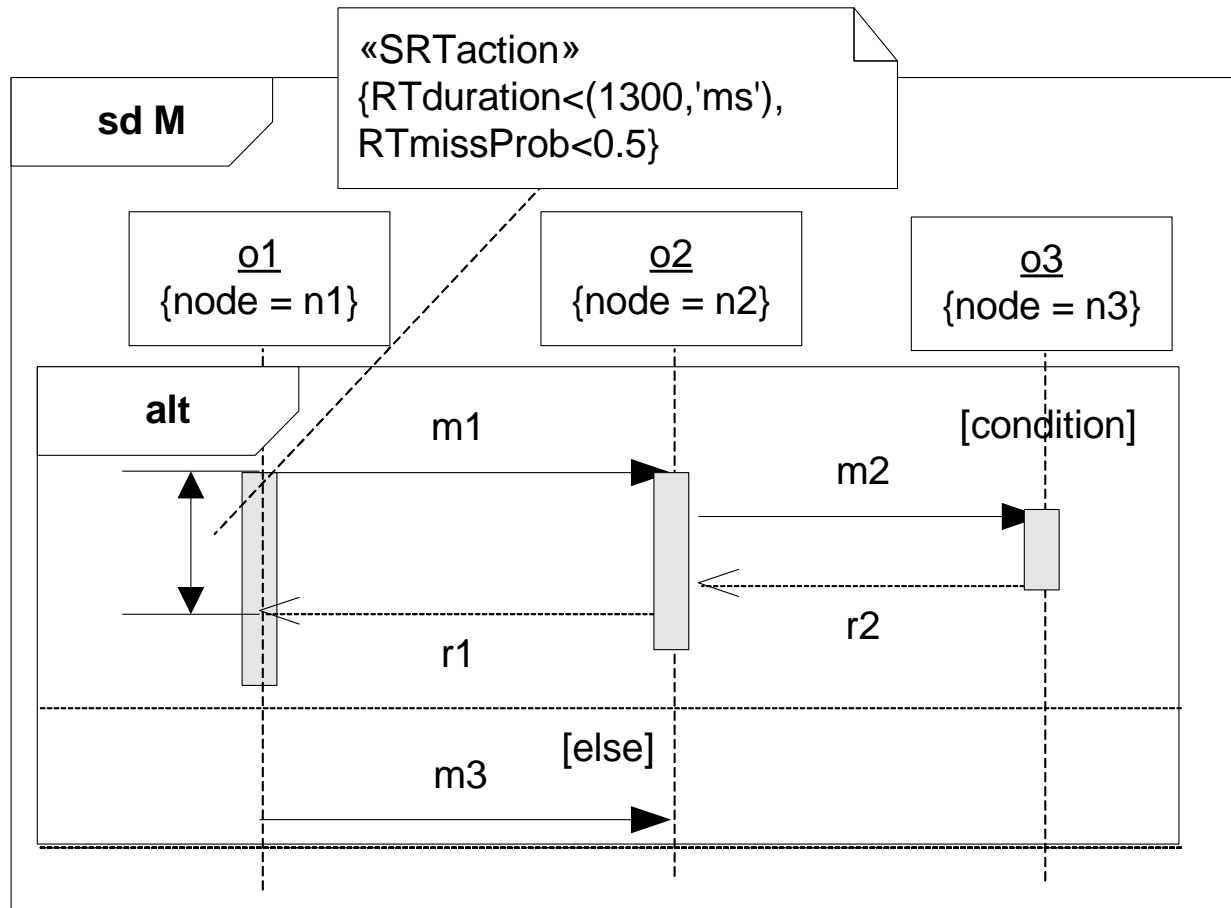 «SRTaction»
{RTduration<(1300,'ms'),
RTmissProb<0.5}
sd M
o1
{node = n1}
o2
{node = n2}
o3
{node = n3}
alt
m1
[condition]
m2
r2
r1
[else]
m3